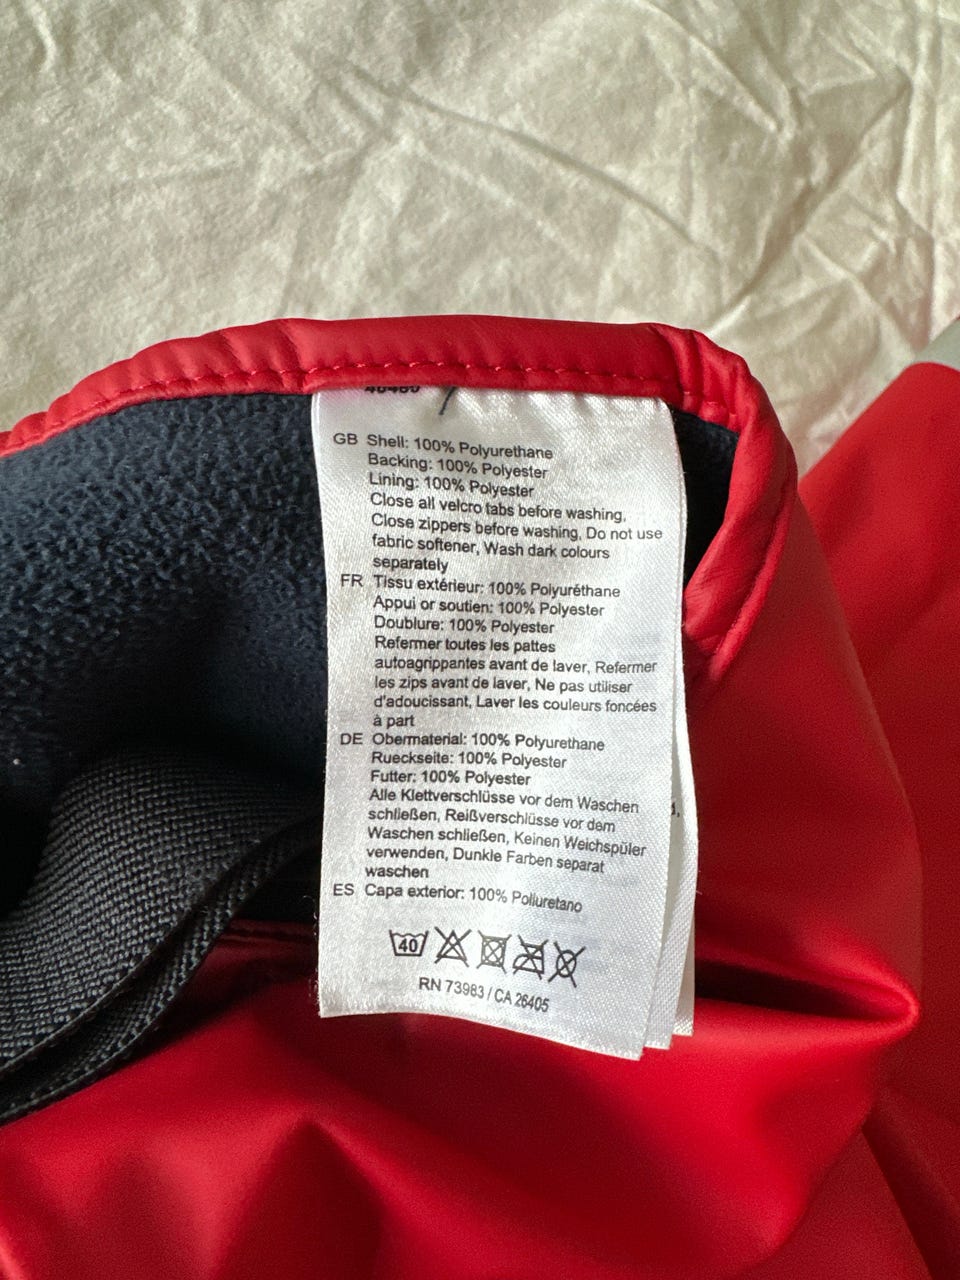 GB Shell: 100% Polyurethane
Backing: 100% Polyester
Lining: 100% Polyester
Close all velcro tabs before washing,
Close zippers before washing, Do not use
fabric softener, Wash dark colours
separately
FR Tissu extérieur: 100% Polyuréthane
Appui or soutien: 100% Polyester
Doublure: 100% Polyester
Refermer toutes les pattes
autoagrippantes avant de laver, Refermer
les zips avant de laver, Ne pas utiliser
d'adoucissant, Laver les couleurs foncées
à part
DE Obermaterial: 100% Polyurethane
Rueckseite: 100% Polyester
Futter: 100% Polyester
Alle Klettverschlüsse vor dem Waschen
schließen, Reißverschlüsse vor dem
Waschen schließen, Keinen Weichspüler
verwenden, Dunkle Farben separat
waschen
ES Capa exterior: 100% Poliuretano
40
RN 73983 / CA 26405